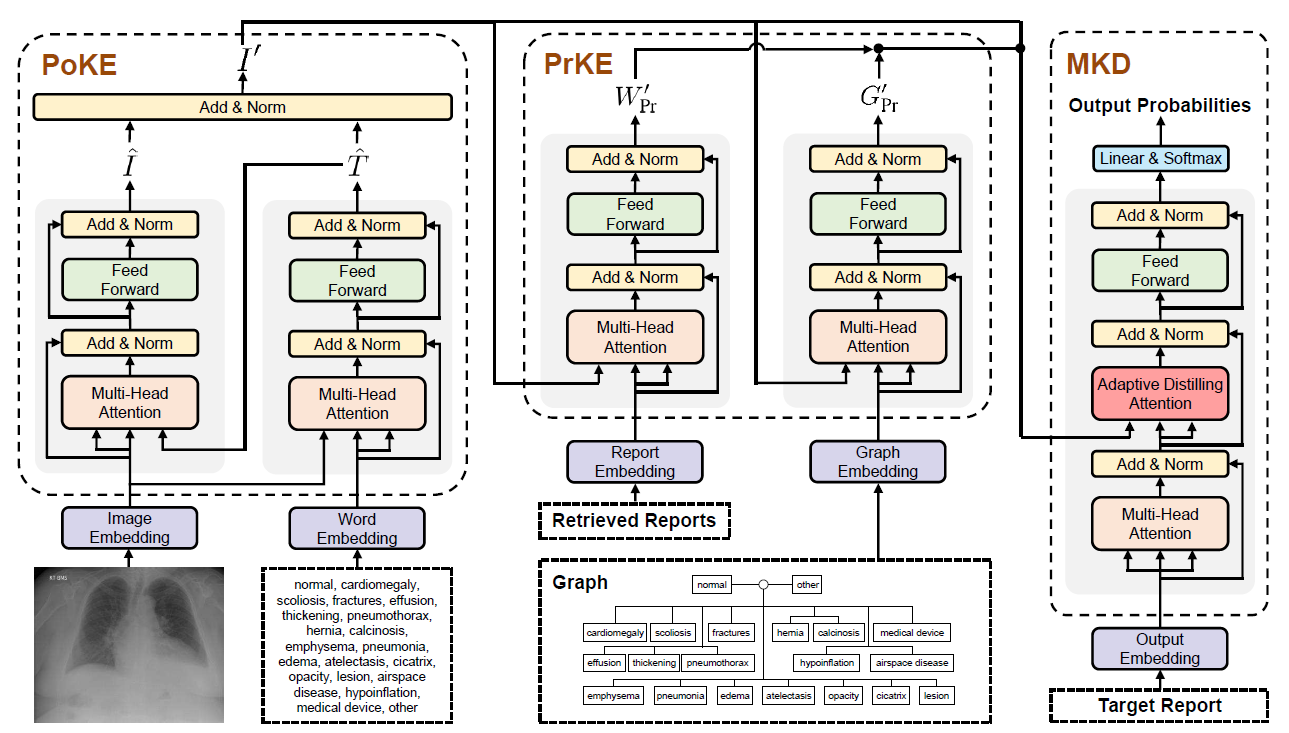 PoKE
I′
Add & Norm
Î
T̂
Add & Norm
Feed
Forward
Add & Norm
Multi-Head
Attention
Add & Norm
Feed
Forward
Add & Norm
Multi-Head
Attention
Image
Embedding
Word
Embedding
normal, cardiomegaly,
scoliosis, fractures, effusion,
thickening, pneumothorax,
hernia, calcinosis,
emphysema, pneumonia,
edema, atelectasis, cicatrix,
opacity, lesion, airspace
disease, hypoinflation,
medical device, other
PrKE
W′Pr
G′Pr
Add & Norm
Feed
Forward
Add & Norm
Multi-Head
Attention
Add & Norm
Feed
Forward
Add & Norm
Multi-Head
Attention
Report
Embedding
Graph
Embedding
Retrieved Reports
Graph
normal
other
cardiomegaly
scoliosis
fractures
hernia
calcinosis
medical device
effusion
thickening
pneumothorax
hypoinflation
airspace disease
emphysema
pneumonia
edema
atelectasis
opacity
cicatrix
lesion
MKD
Output Probabilities
Linear & Softmax
Add & Norm
Feed
Forward
Add & Norm
Adaptive Distilling
Attention
Add & Norm
Multi-Head
Attention
Output
Embedding
Target Report